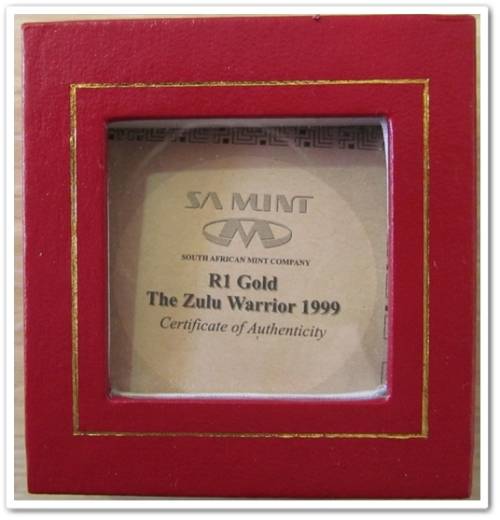 SA MINT
SOUTH AFRICAN MINT COMPANY
R1 Gold
The Zulu Warrior 1999
Certificate of Authenticity